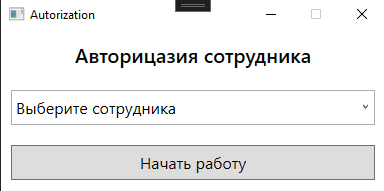 Autorization
Авторицазия сотрудника
Выберите сотрудника
Начать работу